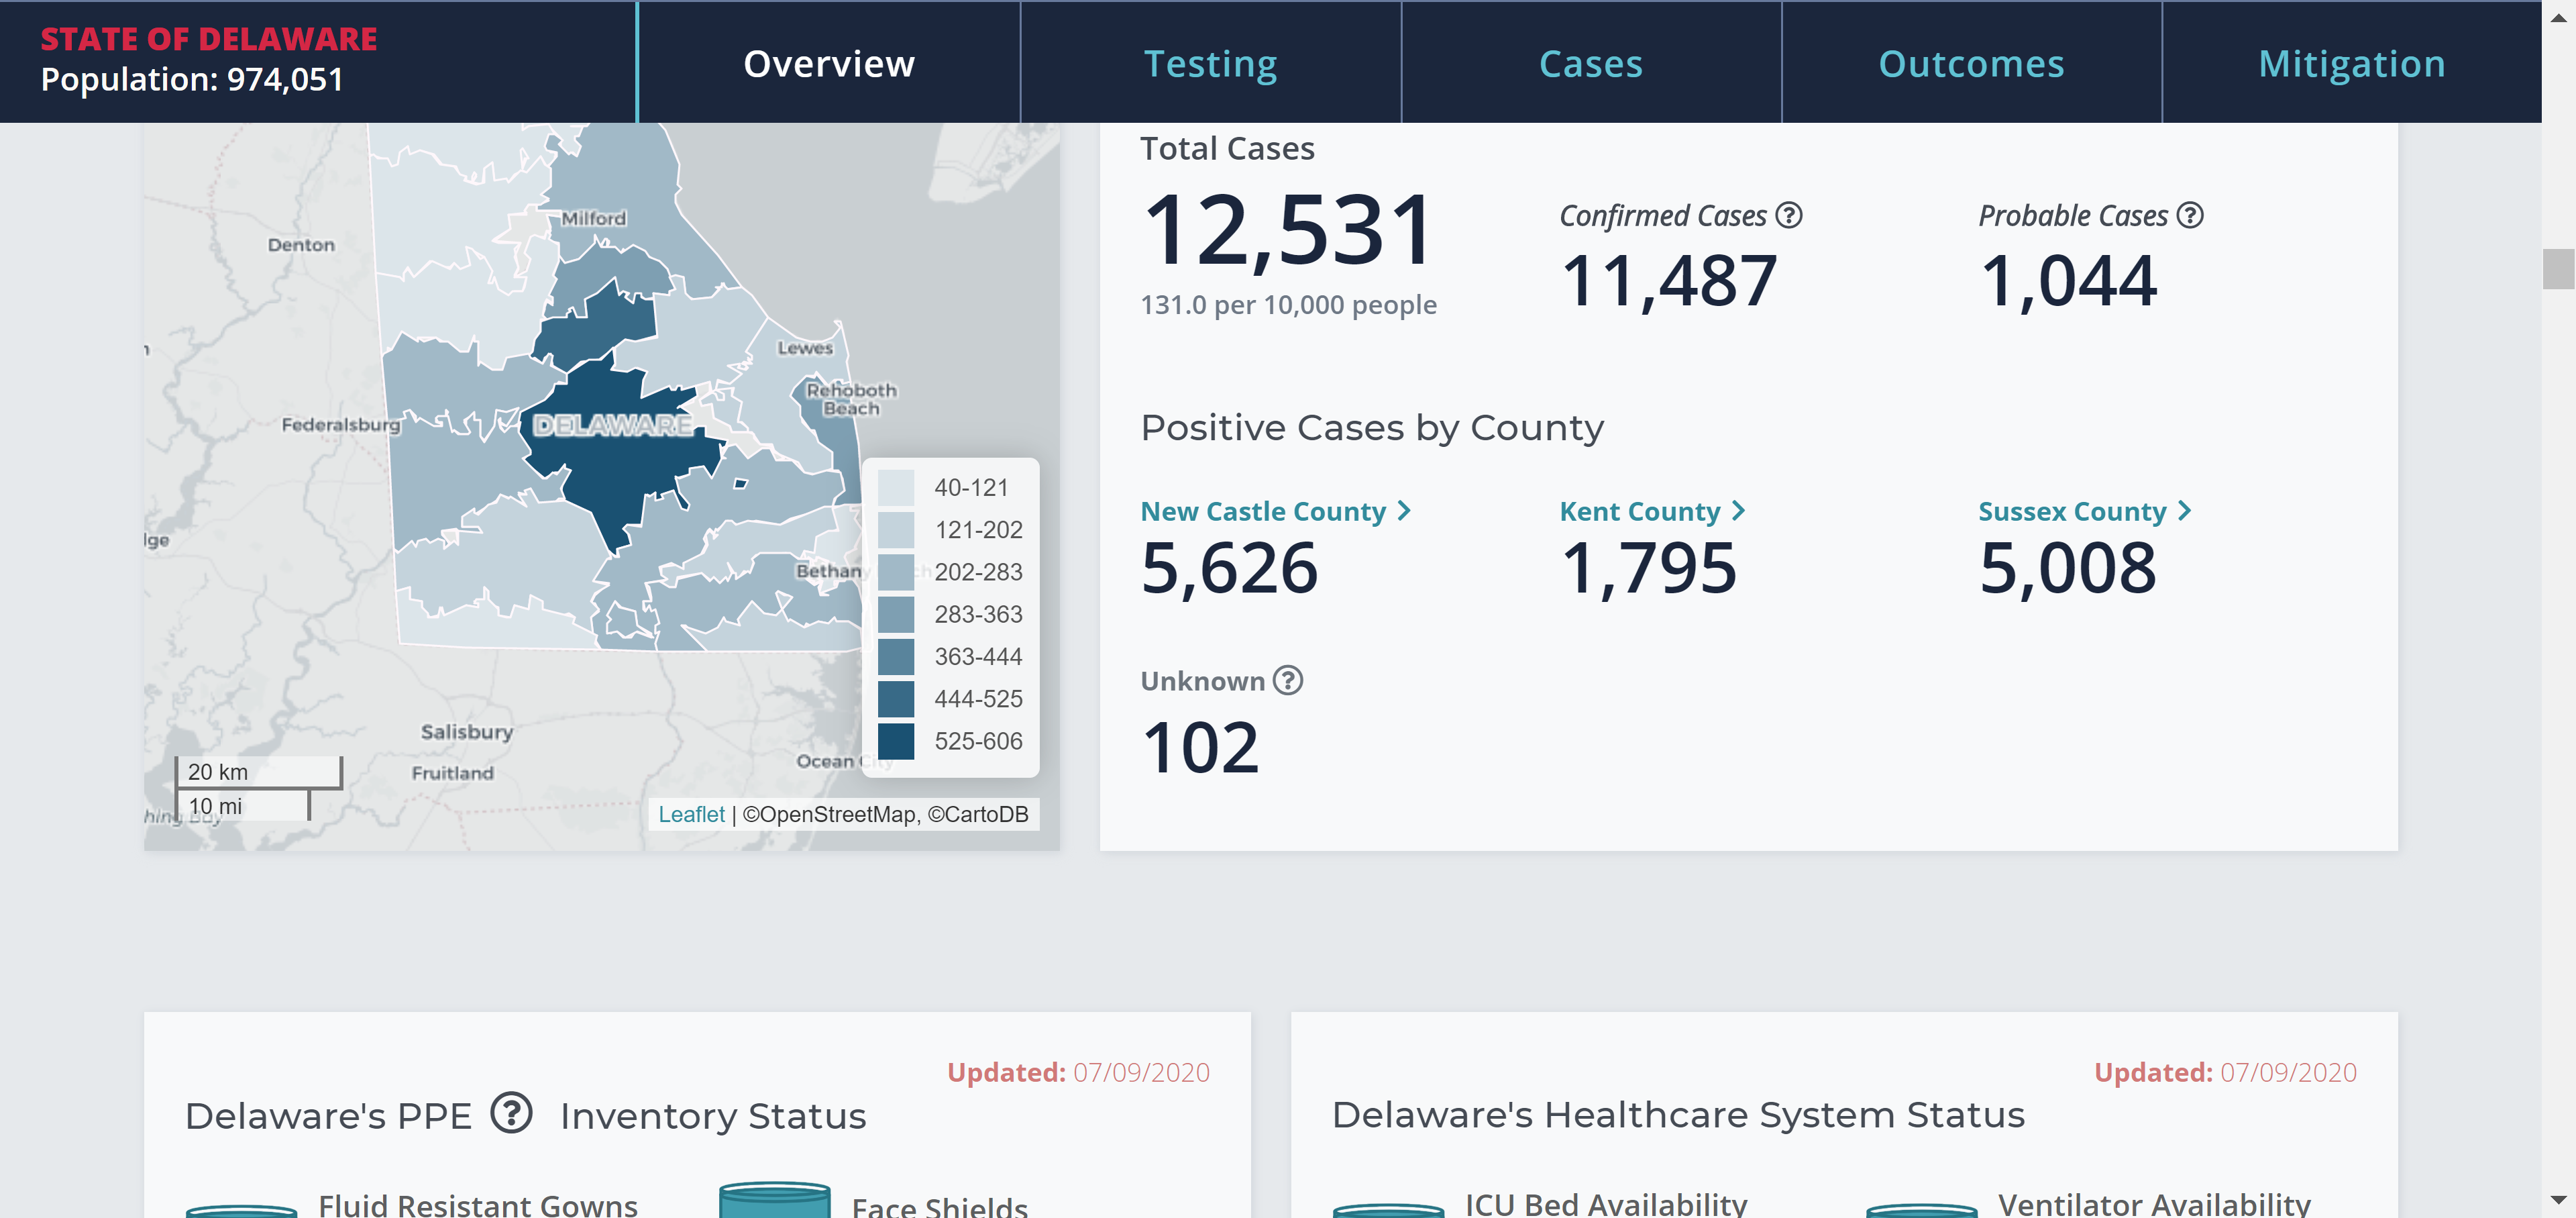 STATE OF DELAWARE
Population: 974,051
Overview
Testing
Cases
Outcomes
Mitigation
Milford
Denton
Lewes
Rehoboth
Beach
DELAWARE
Federalsburg
lge
Bethany
Salisbury
Fruitland
Ocean City
40-121
121-202
202-283
283-363
363-444
444-525
525-606
20 km
10 mi
hing Bay
Leaflet | ©OpenStreetMap, ©CartoDB
Total Cases
12,531
131.0 per 10,000 people
Confirmed Cases ?
11,487
Probable Cases ?
1,044
Positive Cases by County
New Castle County >
5,626
Kent County >
1,795
Sussex County >
5,008
Unknown ?
102
Updated: 07/09/2020
Delaware's PPE ? Inventory Status
Fluid Resistant Gowns
Face Shields
Updated: 07/09/2020
Delaware's Healthcare System Status
ICU Bed Availability
Ventilator Availability